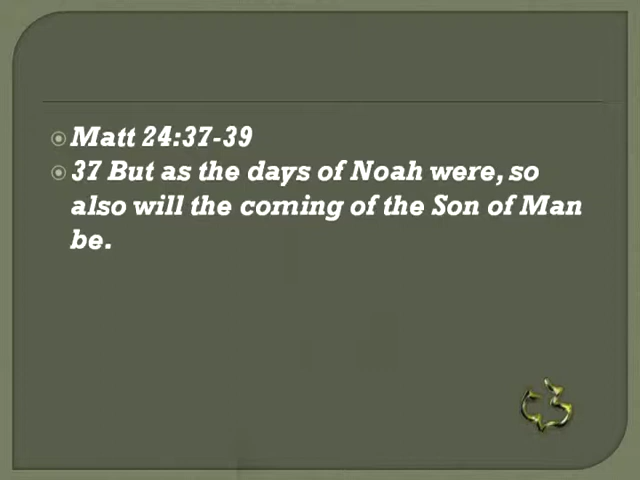 Matt 24:37-39
37 But as the days of Noah were, so
also will the coming of the Son of Man
be.